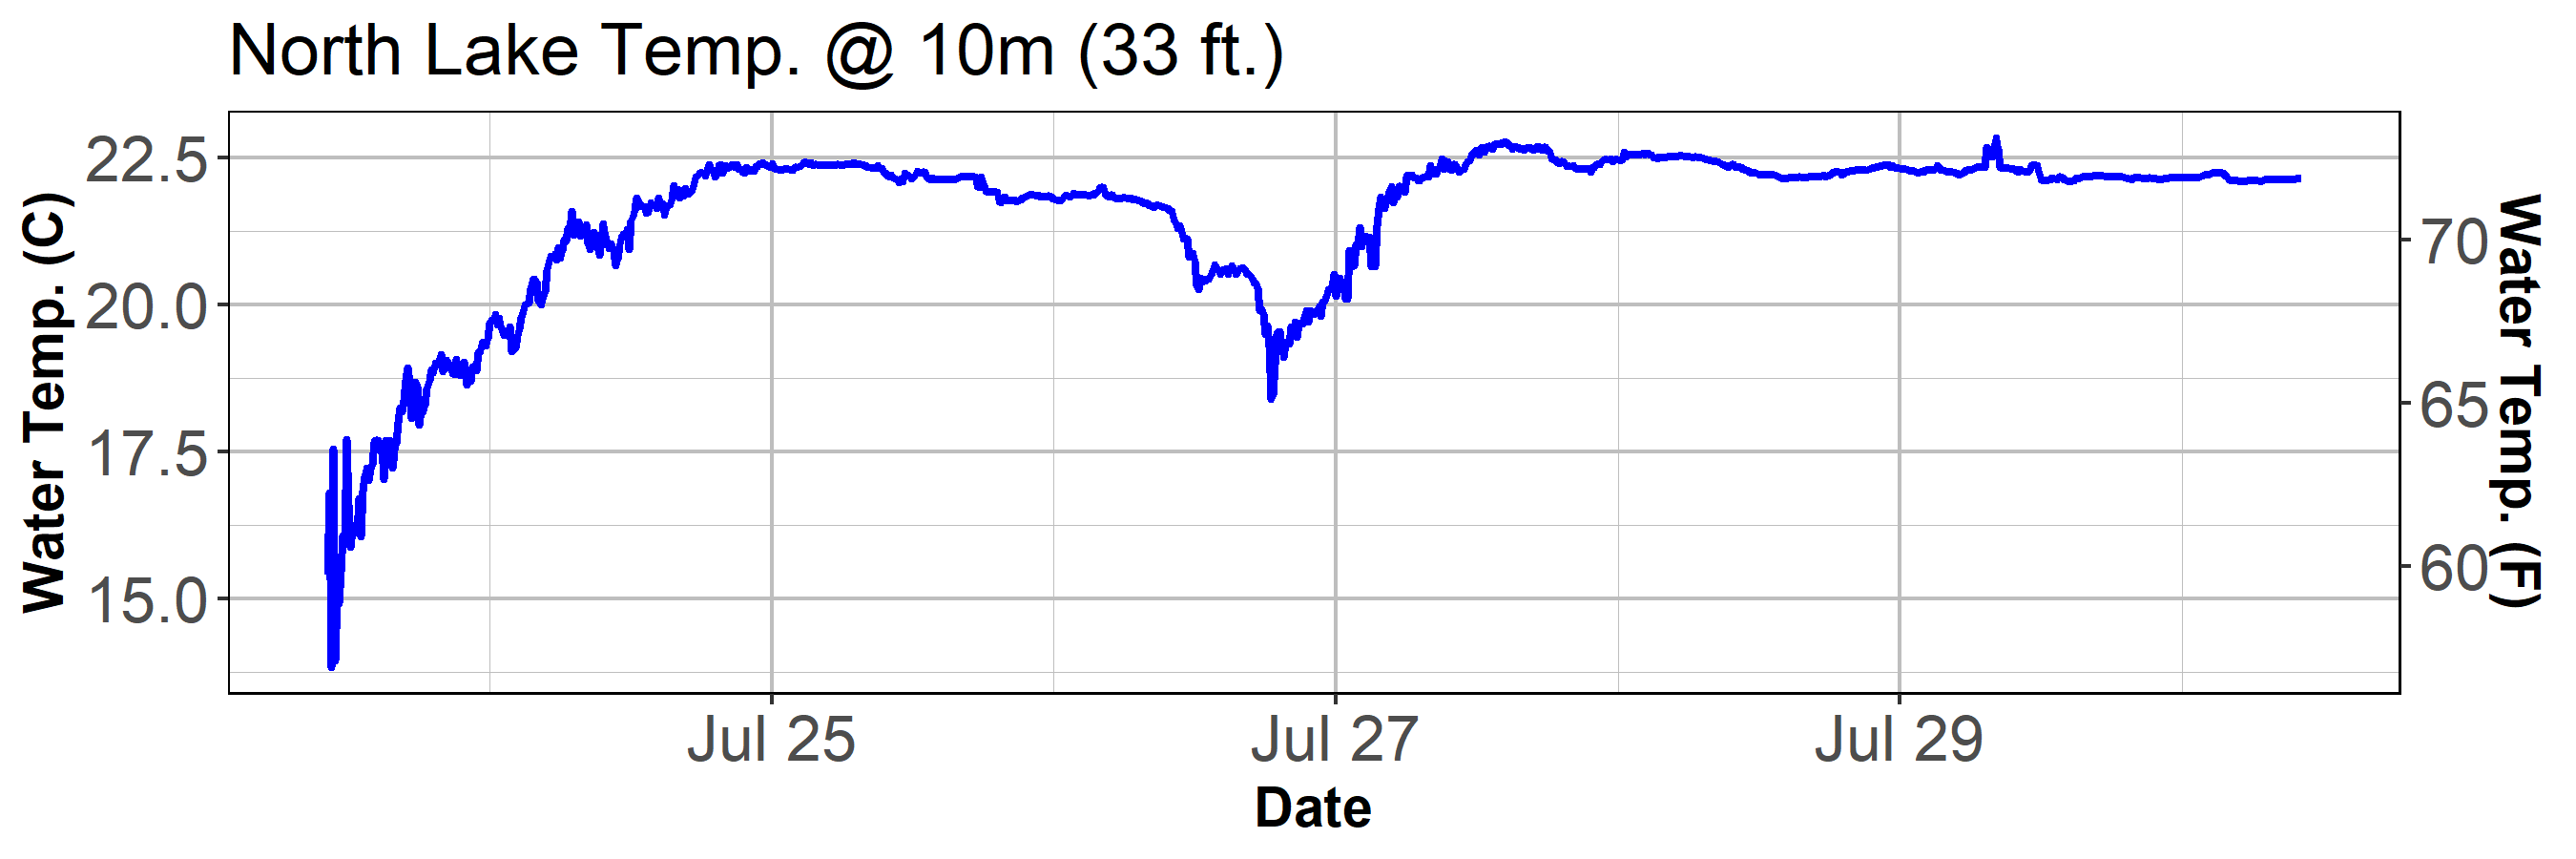 North Lake Temp. @ 10m (33 ft.)
Water Temp. (C)
22.5
20.0
17.5
15.0
70
65
60
Water Temp. (F)
Jul 25
Jul 27
Jul 29
Date